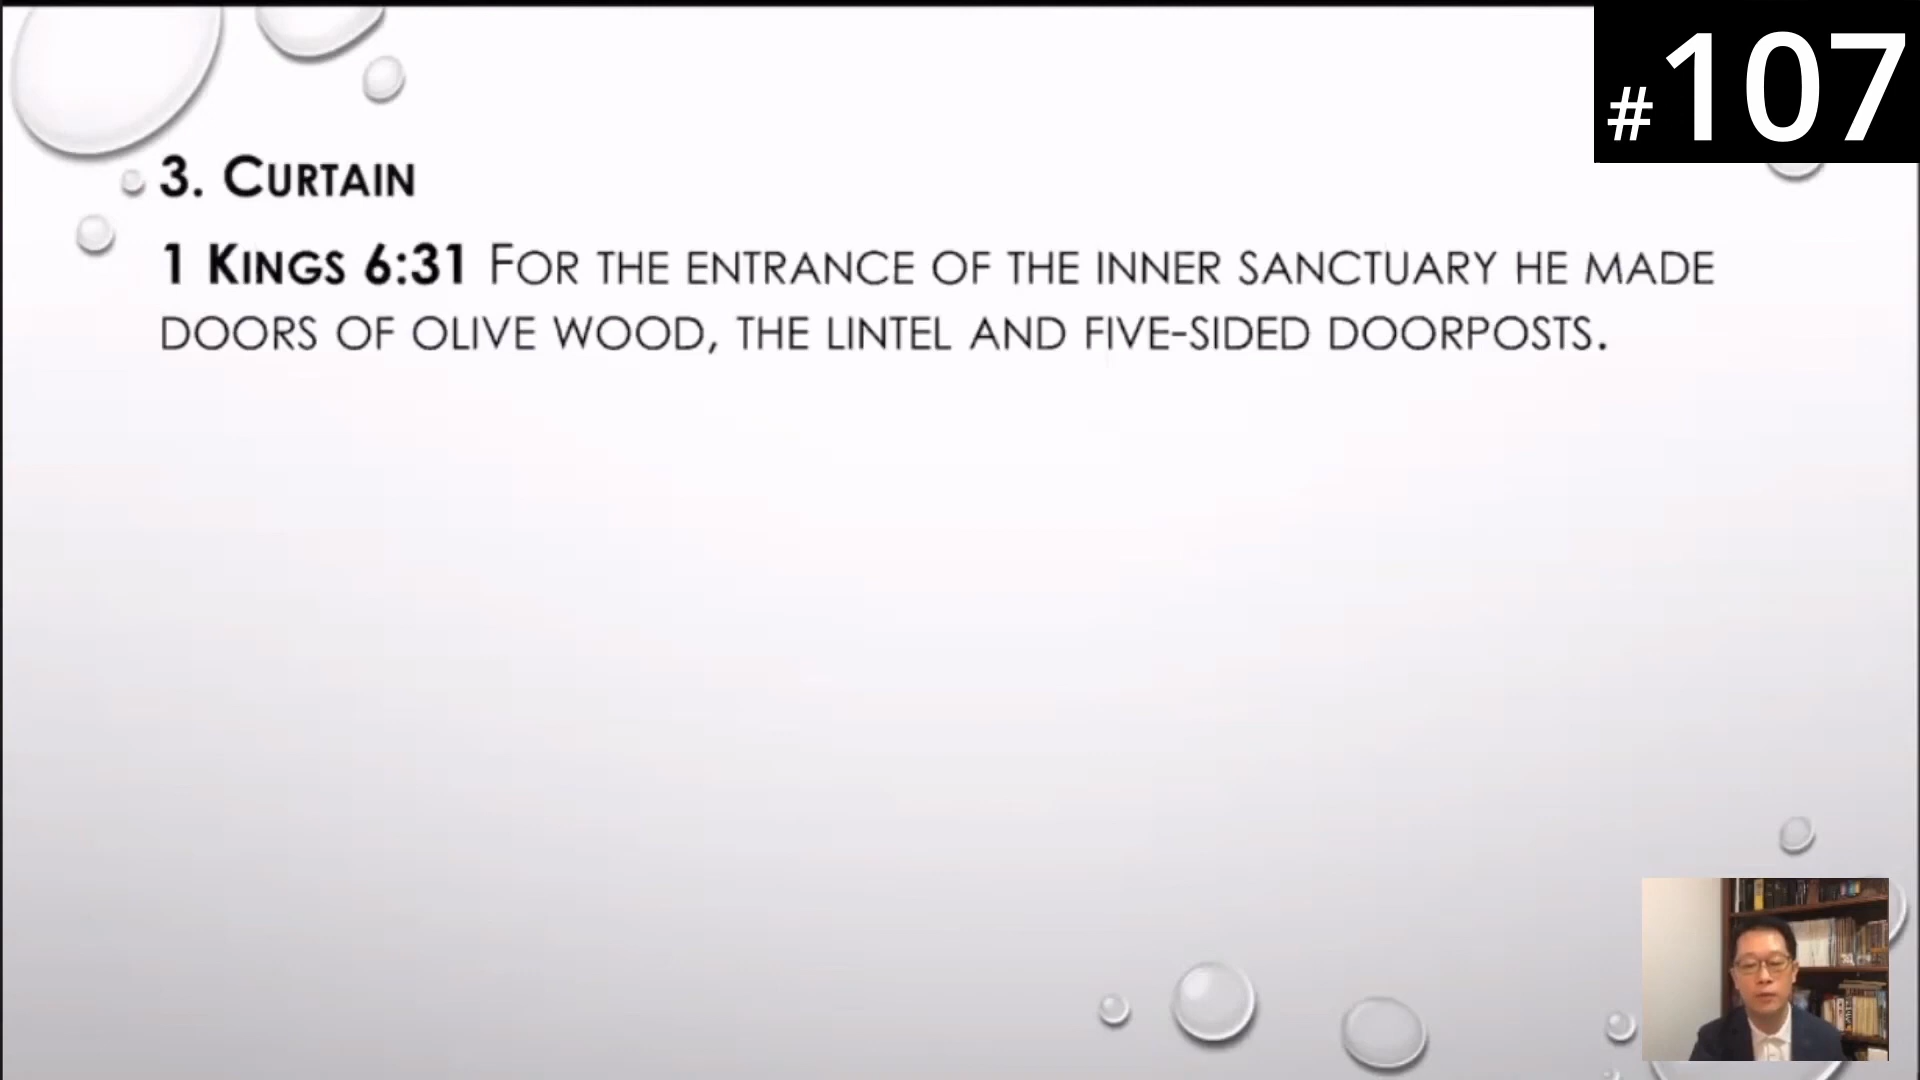 #107
3. Curtain
1 Kings 6:31 For the entrance of the inner sanctuary he made
doors of olive wood, the lintel and five-sided doorposts.